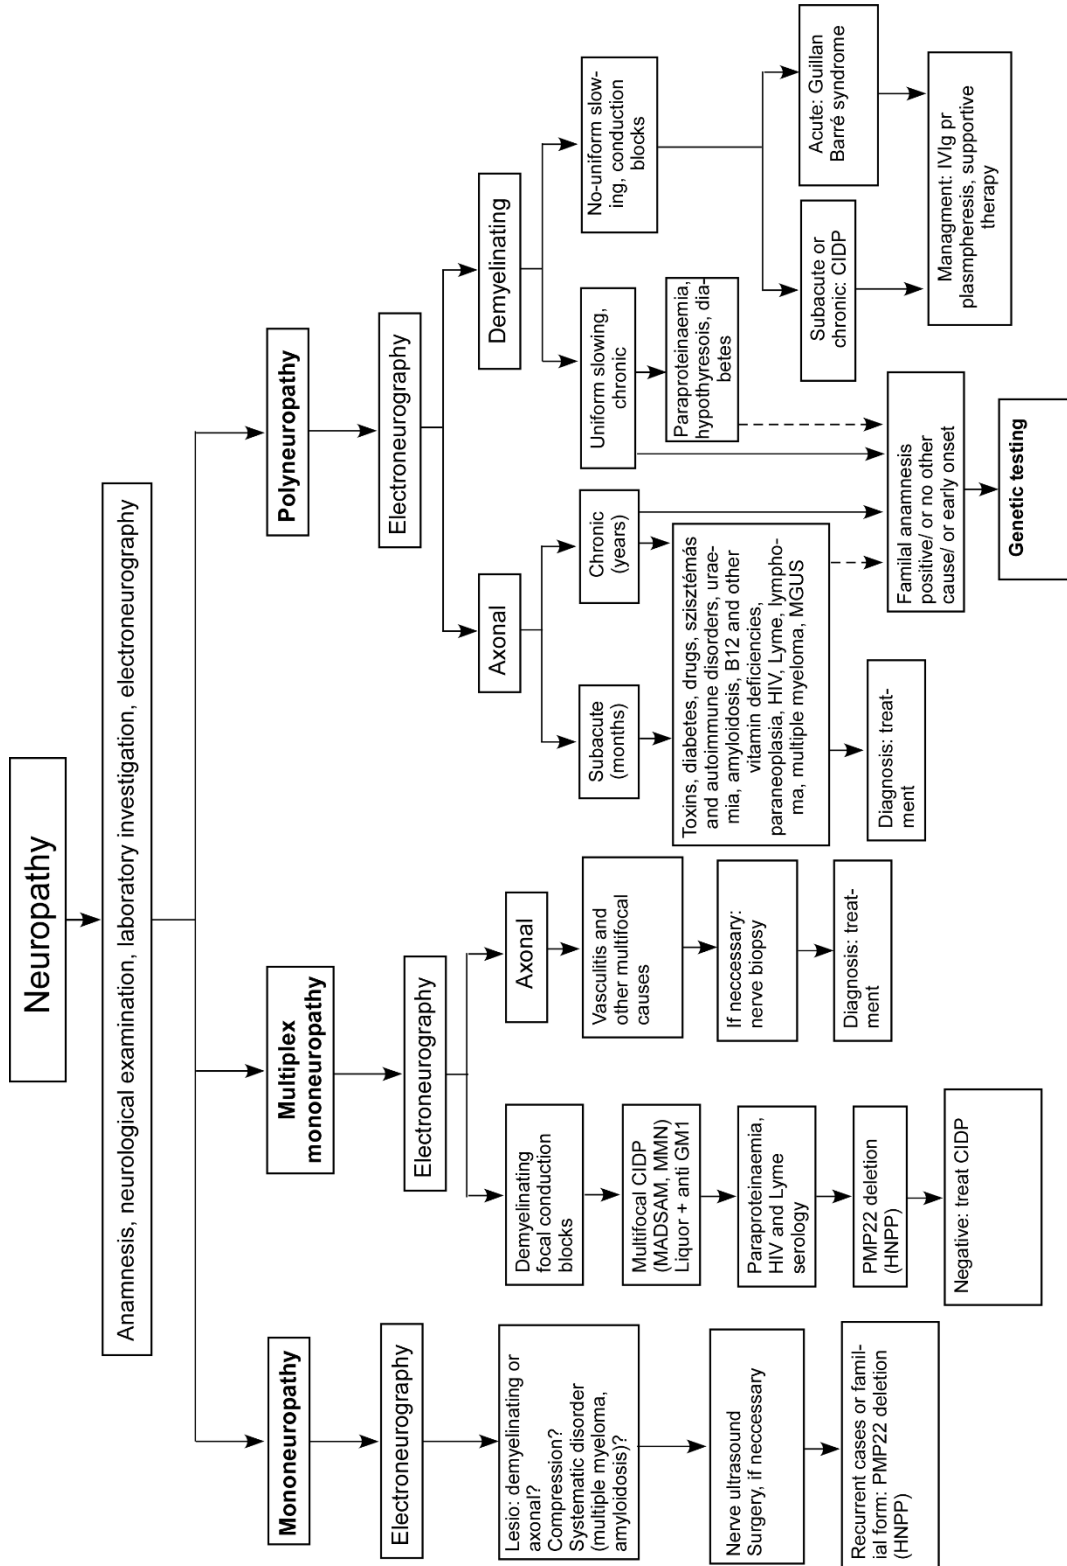 Neuropathy
Anamnesis, neurological examination, laboratory investigation, electroneurography
Mononeuropathy
Electroneurography
Lesio: demyelinating or
axonal?
Compression?
Systematic disorder
(multiple myeloma,
amyloidosis)?
Nerve ultrasound
Surgery, if neccessary
Recurrent cases or famil-
ial form: PMP22 deletion
(HNPP)
Multiplex
mononeuropathy
Electroneurography
Demyelinating
focal conduction
blocks
Multifocal CIDP
(MADSAM, MMN)
Liquor + anti GM1
Paraproteinaemia,
HIV and Lyme
serology
PMP22 deletion
(HNPP)
Negative: treat CIDP
Axonal
Vasculitis and
other multifocal
causes
If neccessary:
nerve biopsy
Diagnosis: treat-
ment
Polyneuropathy
Electroneurography
Axonal
Subacute
(months)
Chronic
(years)
Toxins, diabetes, drugs, szisztémás
and autoimmune disorders, urae-
mia, amyloidosis, B12 and other
vitamin deficiencies,
paraneoplasia, HIV, Lyme, lympho-
ma, multiple myeloma, MGUS
Diagnosis: treat-
ment
Demyelinating
Uniform slowing,
chronic
Paraproteinaemia,
hypothyresois, dia-
betes
Familal anamnesis
positive/ or no other
cause/ or early onset
Genetic testing
No-uniform slow-
ing, conduction
blocks
Subacute or
chronic: CIDP
Acute: Guillan
Barré syndrome
Managment: IVIg pr
plasmpheresis, supportive
therapy